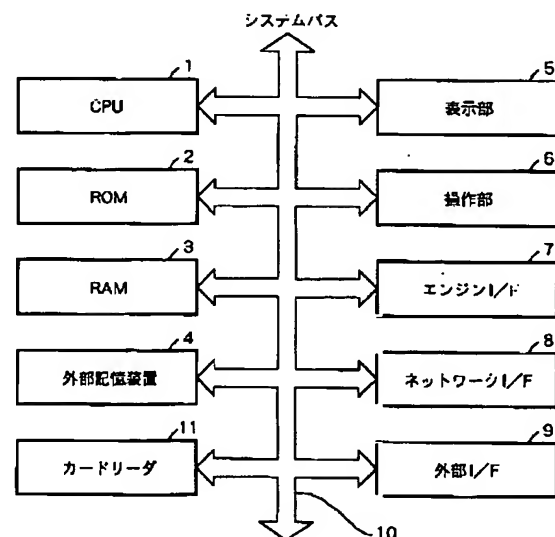 システムバス
1
CPU
5
表示部
2
ROM
6
操作部
3
RAM
7
エンジンI/F
4
外部記憶装置
8
ネットワークI/F
11
カードリーダ
9
外部I/F
10